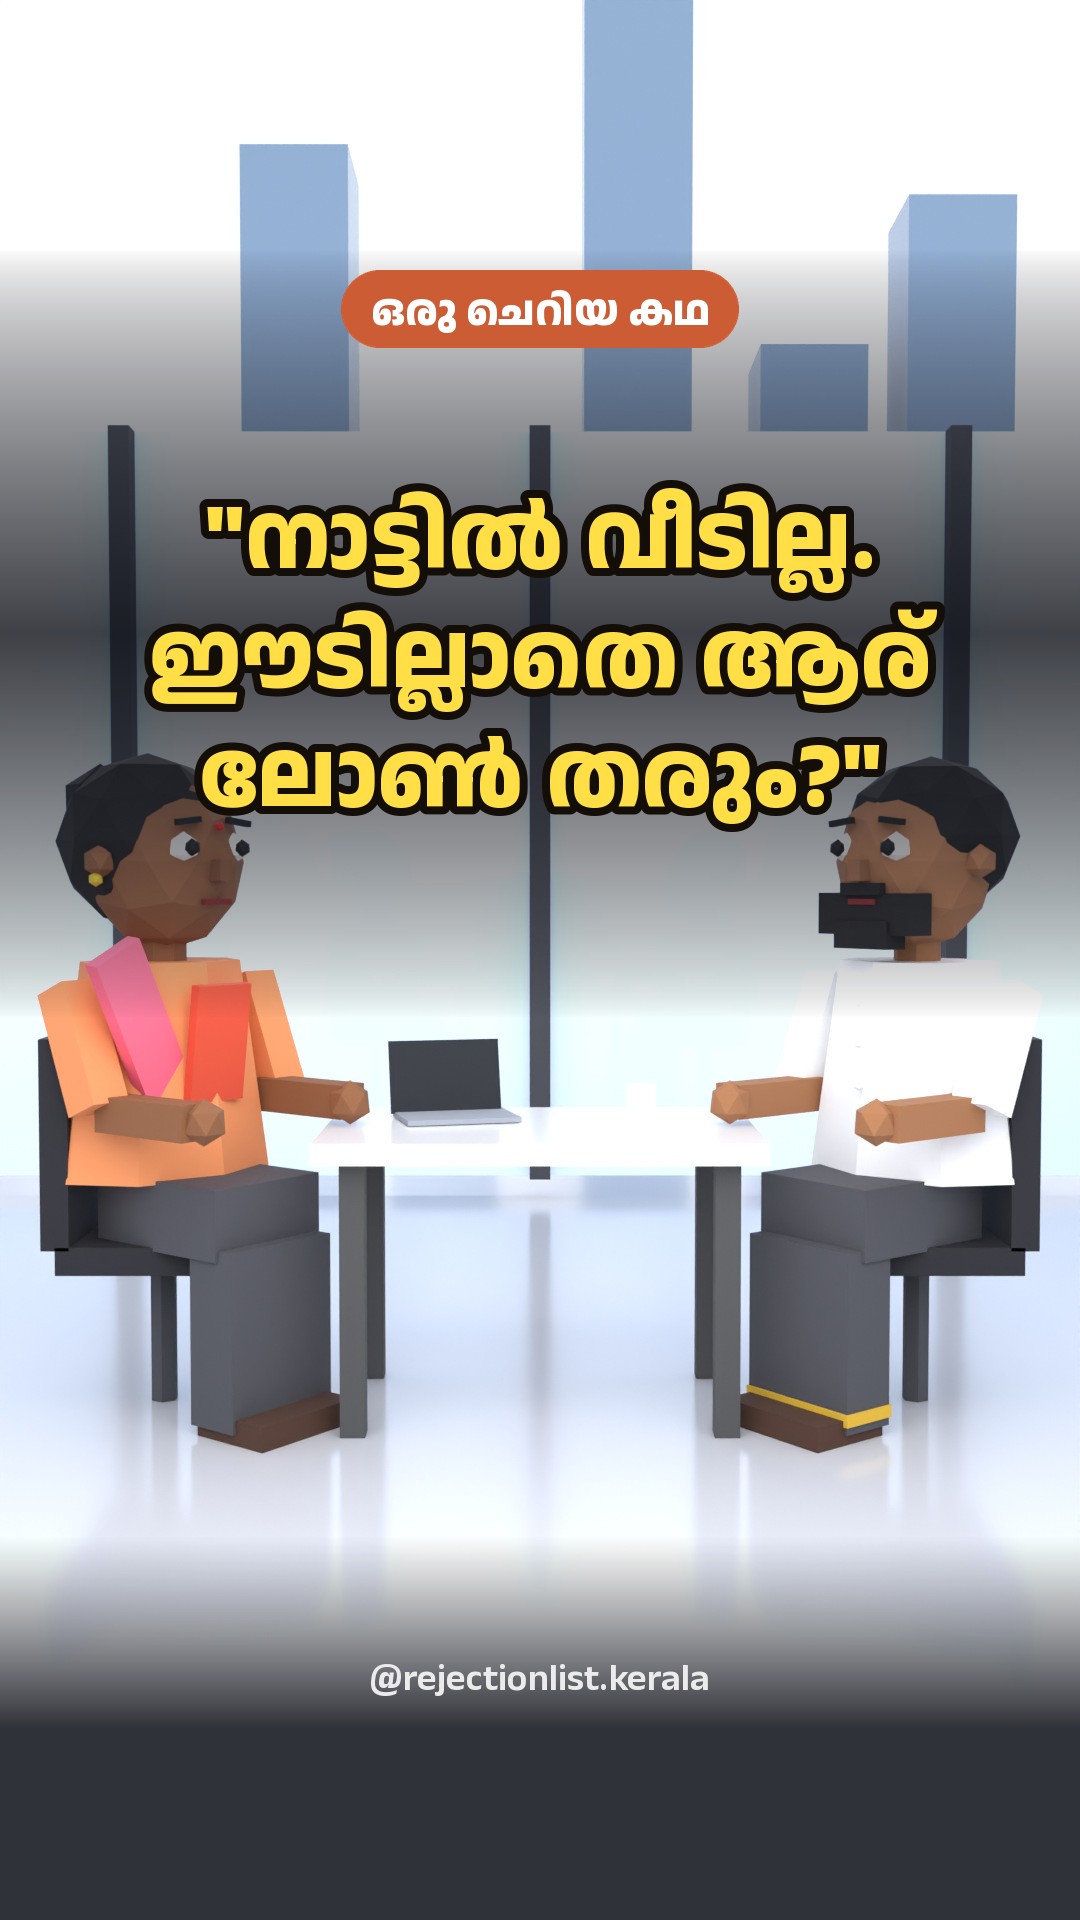 ഒരു ചെറിയ കഥ
"നാട്ടിൽ വീടില്ല.
ഈടില്ലാതെ ആര്
ലോൺ തരും?"
@rejectionlist.kerala